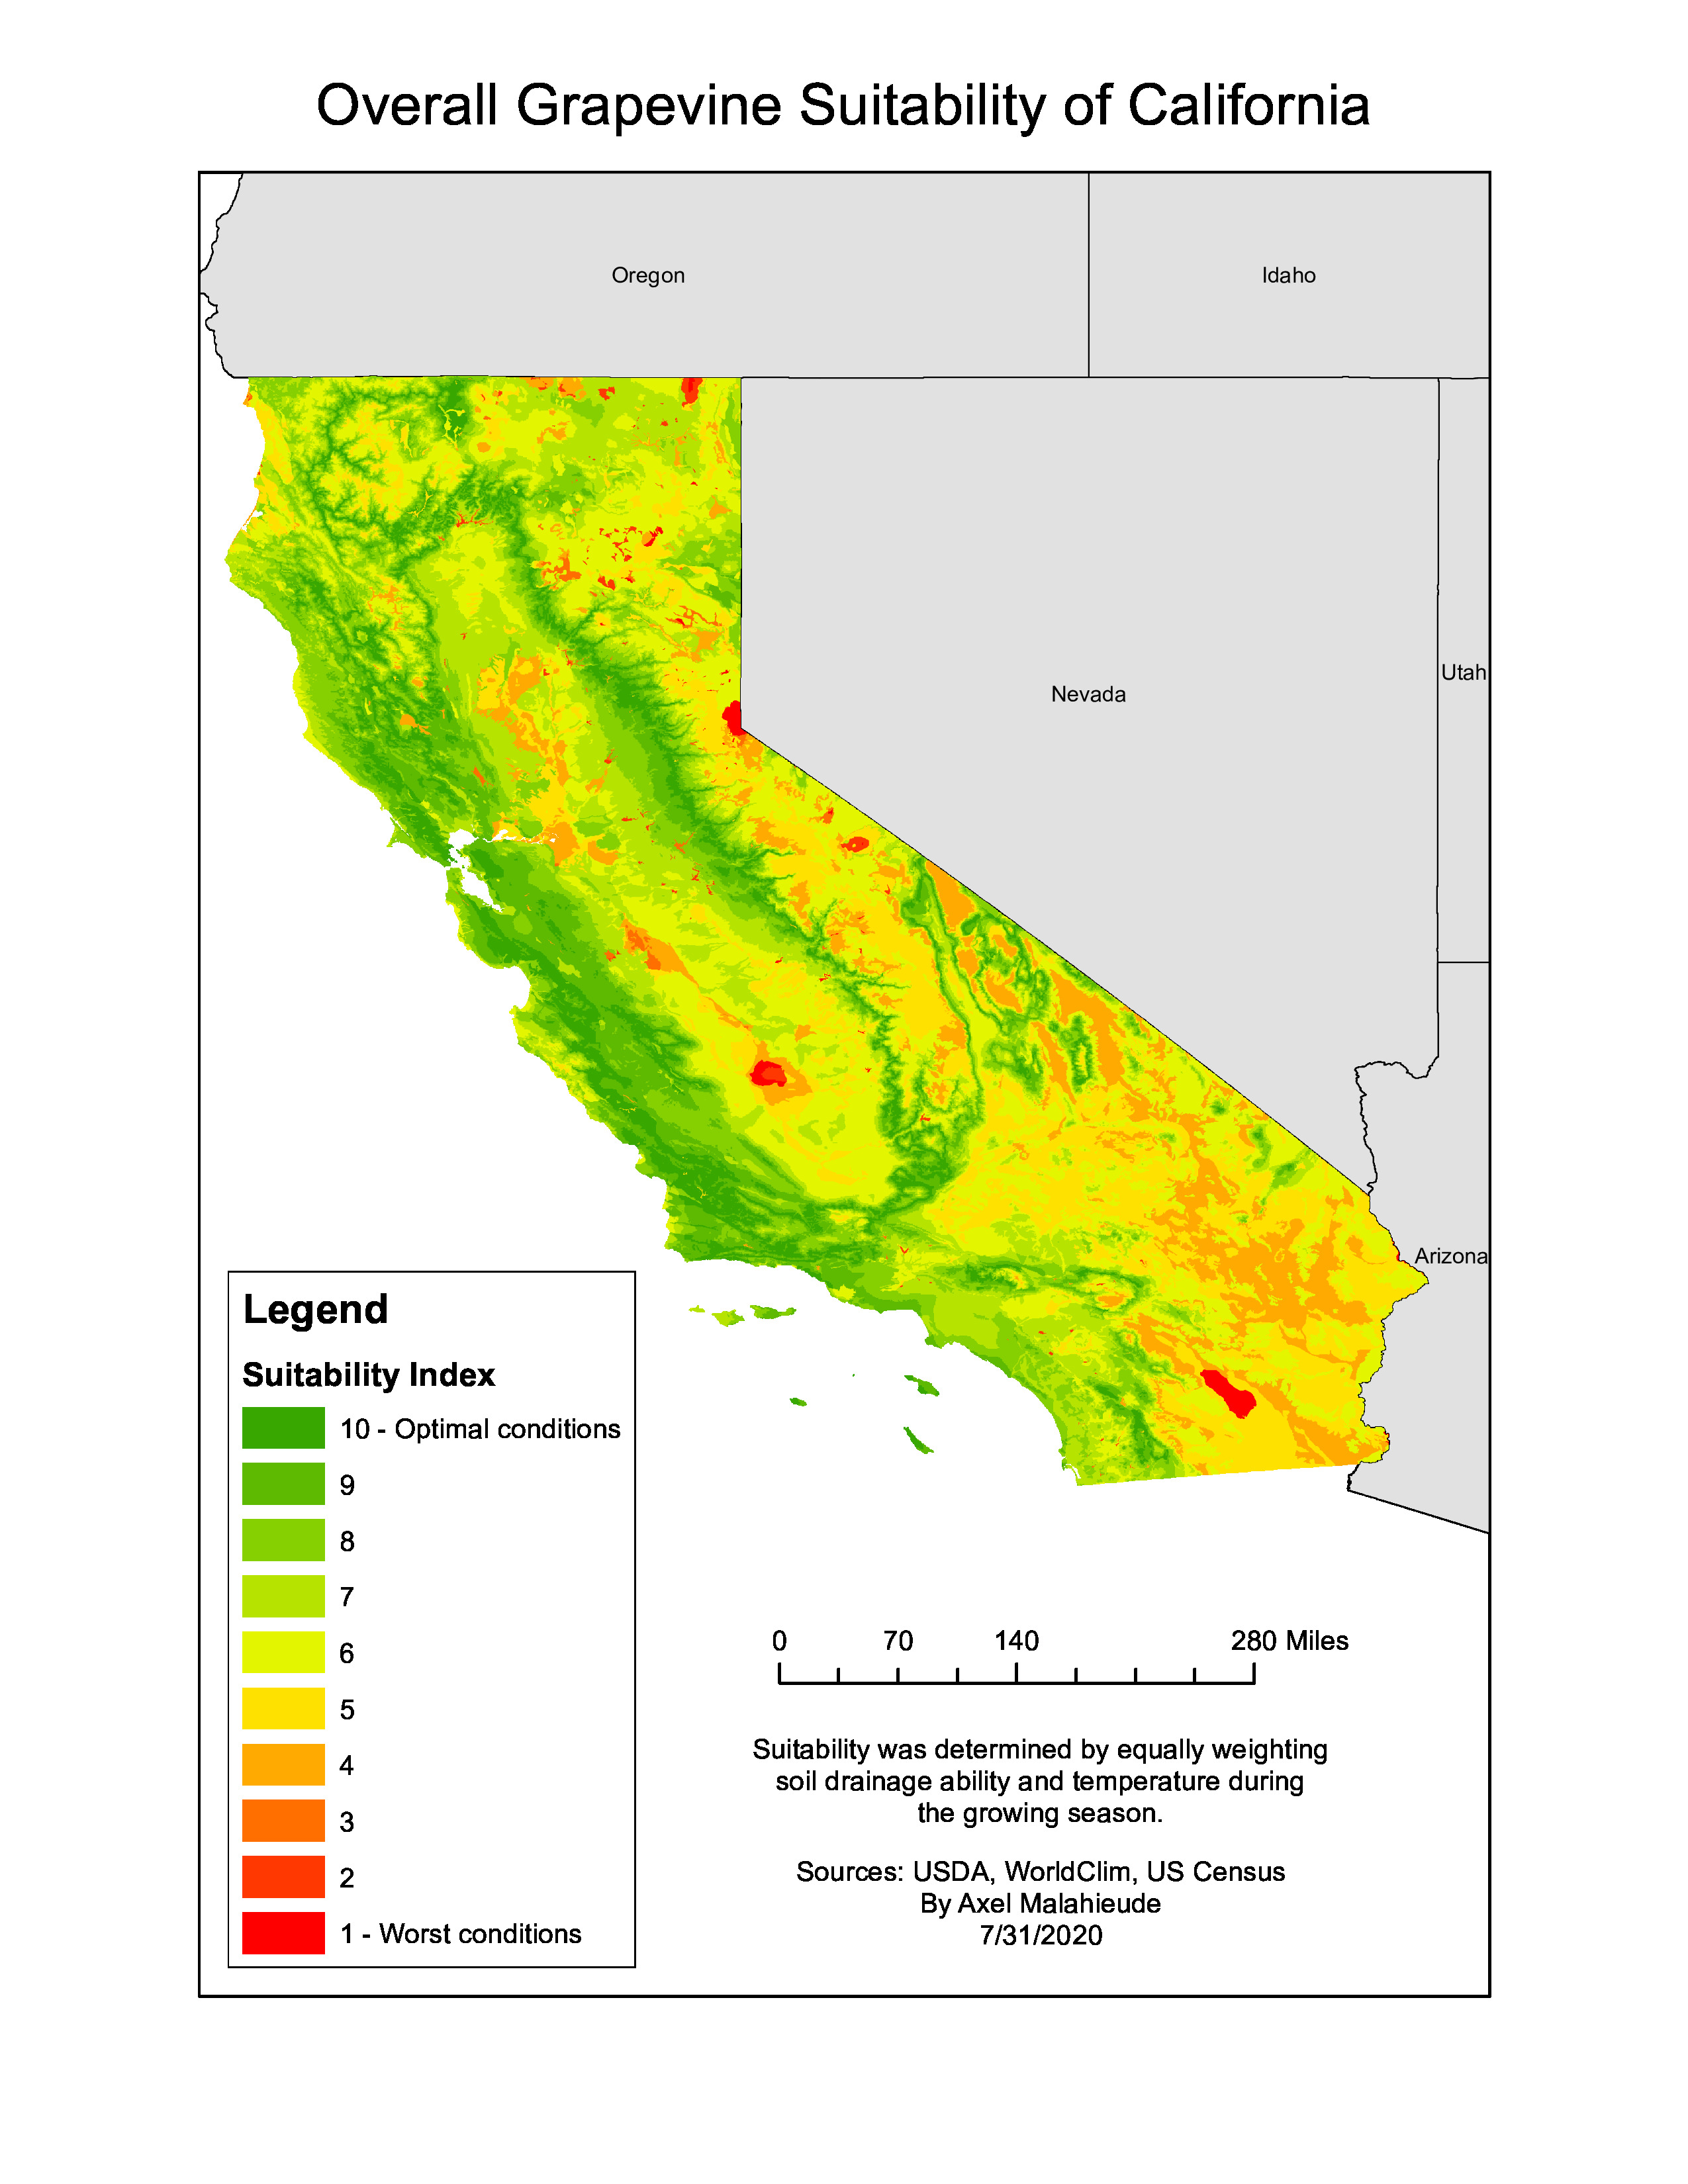 Overall Grapevine Suitability of California
Oregon
Idaho
Nevada
Utah
Arizona
Legend
Suitability Index
10 - Optimal conditions
9
8
7
6
5
4
3
2
1 - Worst conditions
0 70 140 280 Miles
Suitability was determined by equally weighting
soil drainage ability and temperature during
the growing season.
Sources: USDA, WorldClim, US Census
By Axel Malahieude
7/31/2020